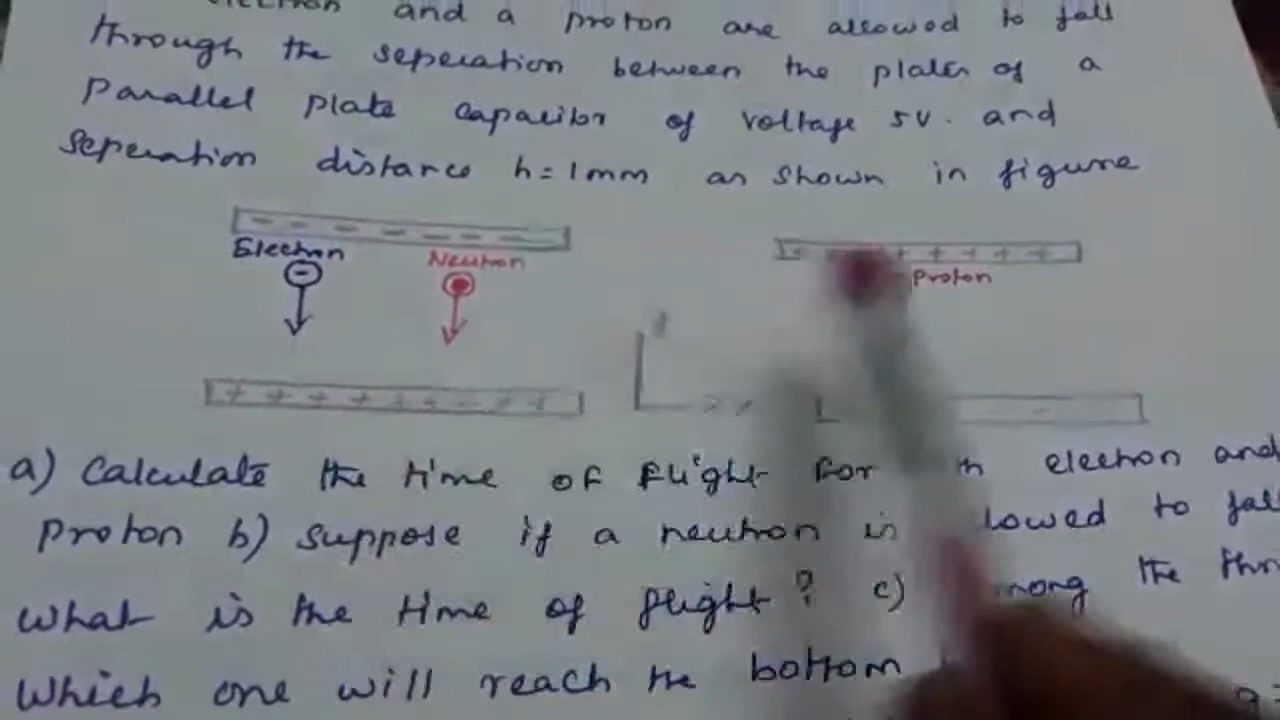 and a proton are allowed to fall
through the seperation between the plates of a
Parallel plate capacitor of voltage 5V. and
Seperation distance h=1mm as shown in figure
- - - - - - -
+ + + + +
Electron
Neutron
Proton
-
+ + + + + + + + +
a) Calculate the time of flight for electron and
Proton b) suppose if a neutron is to fall
what is the time of flight? c) the
which one will reach the bottom